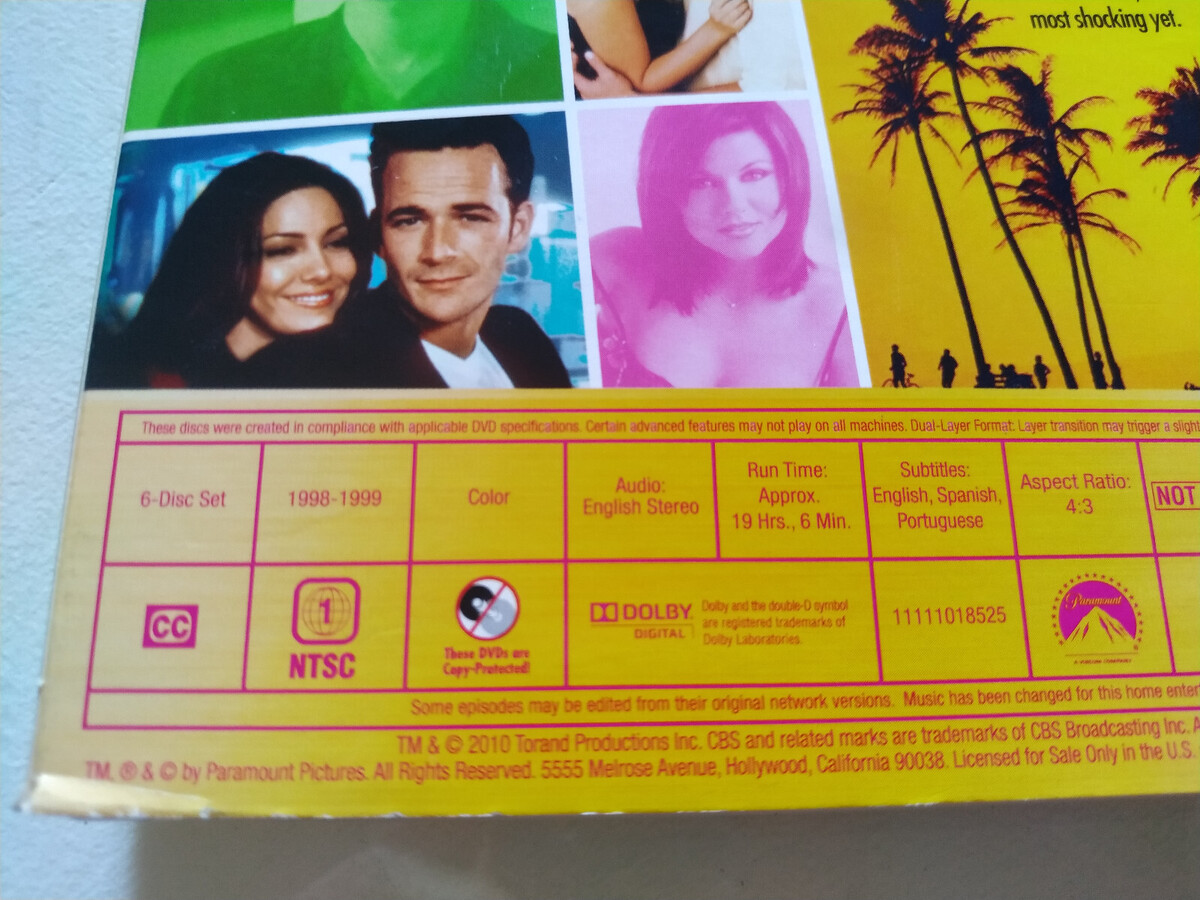 most shocking yet.
These discs were created in compliance with applicable DVD specifications. Certain advanced features may not play on all machines. Dual-Layer Format: Layer transition may trigger a slight
6-Disc Set
1998-1999
Color
Audio:
English Stereo
Run Time:
Approx.
19 Hrs., 6 Min.
Subtitles:
English, Spanish,
Portuguese
Aspect Ratio:
4:3
NOT
CC
1
NTSC
These DVDs are
Copy-Protected!
DOLBY
DIGITAL
Dolby and the double-D symbol
are registered trademarks of
Dolby Laboratories.
11111018525
Paramount
A VIACOM COMPANY
Some episodes may be edited from their original network versions. Music has been changed for this home enter
TM & © 2010 Torand Productions Inc. CBS and related marks are trademarks of CBS Broadcasting Inc. A
TM, ® & © by Paramount Pictures. All Rights Reserved. 5555 Melrose Avenue, Hollywood, California 90038. Licensed for Sale Only in the U.S.